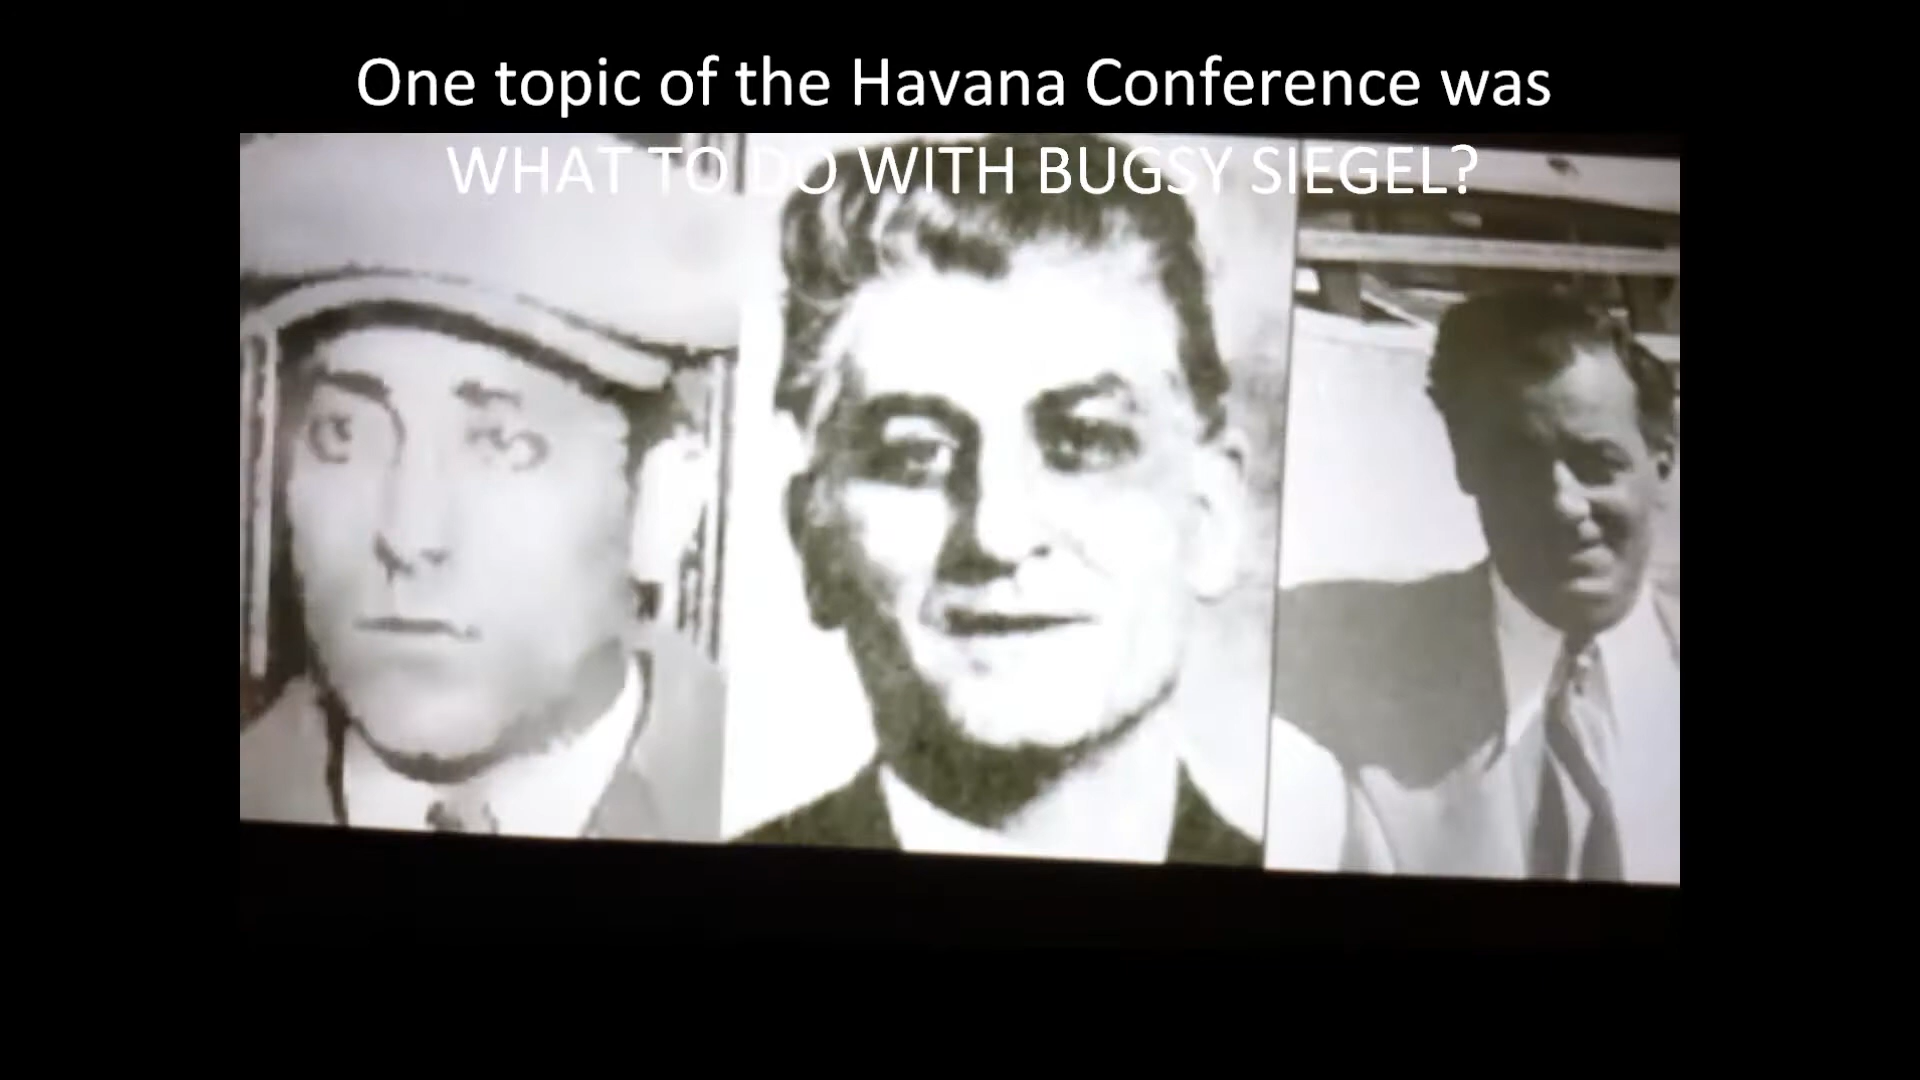 One topic of the Havana Conference was
WHAT TO DO WITH BUGSY SIEGEL?